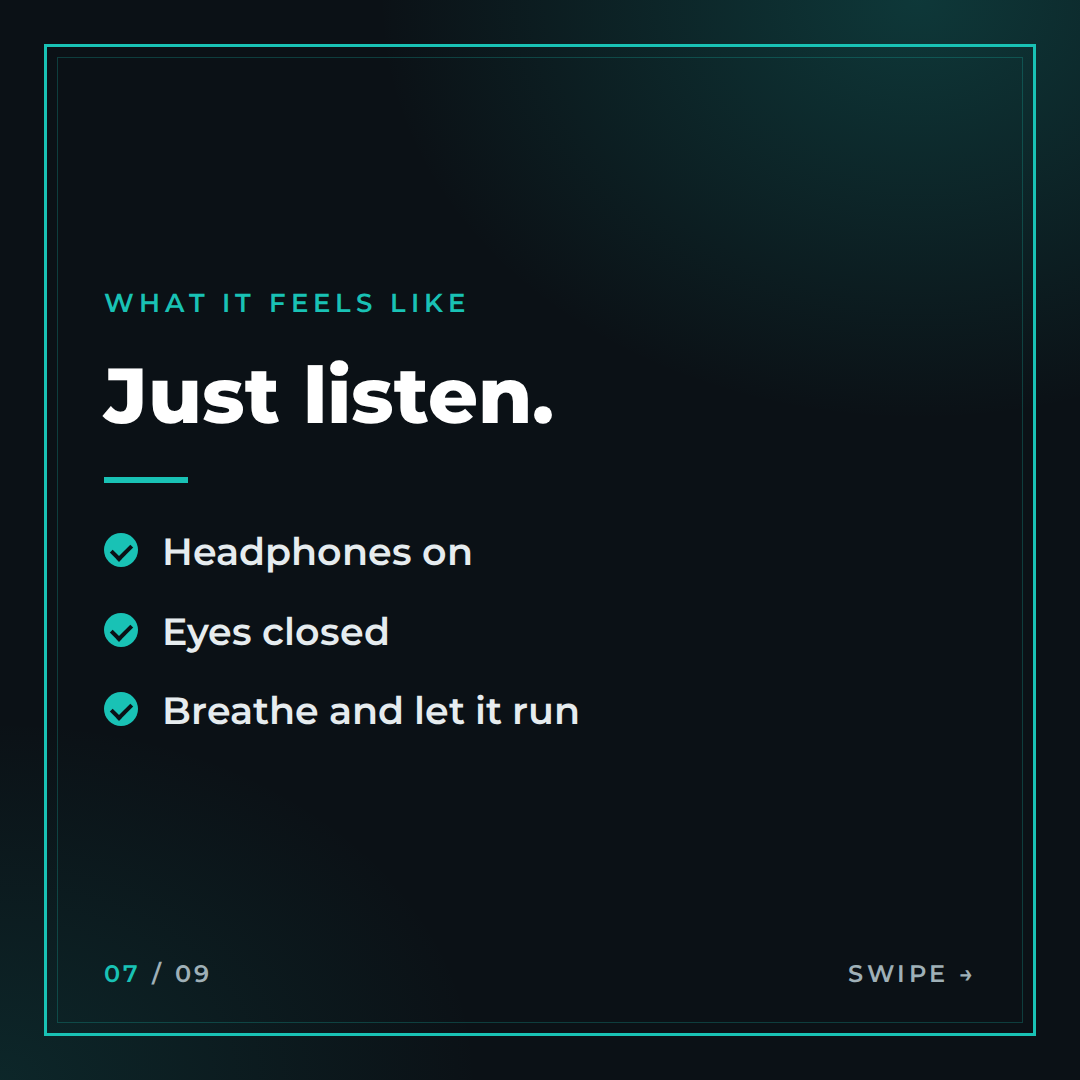 WHAT IT FEELS LIKE
Just listen.
Headphones on
Eyes closed
Breathe and let it run
07 / 09
SWIPE →